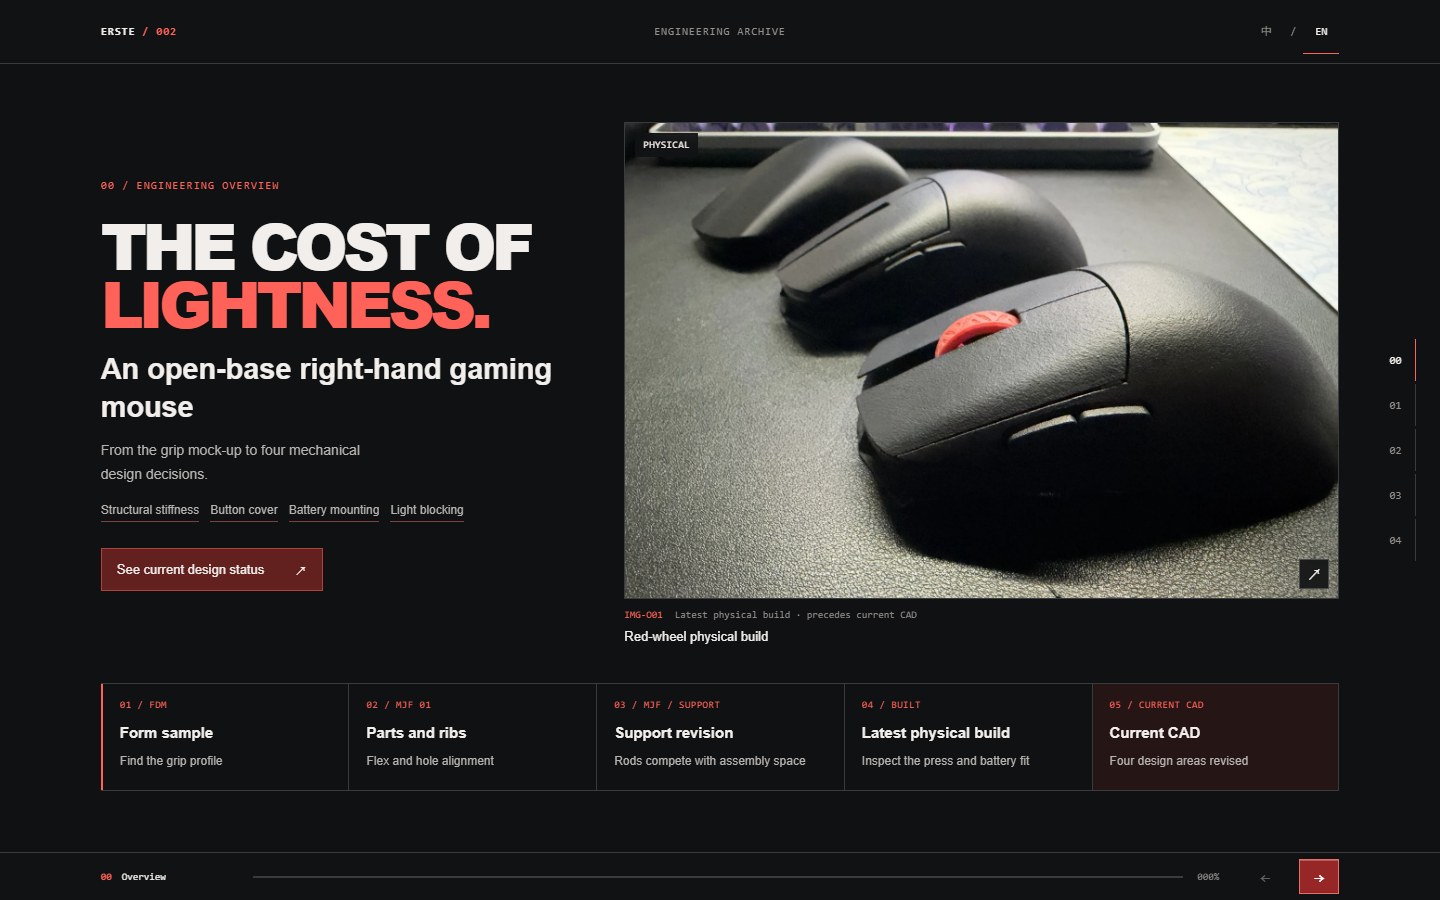 ERSTE / 002
ENGINEERING ARCHIVE
中 / EN
00 / ENGINEERING OVERVIEW
THE COST OF
LIGHTNESS.
An open-base right-hand gaming
mouse
From the grip mock-up to four mechanical
design decisions.
Structural stiffness Button cover Battery mounting Light blocking
See current design status ↗
PHYSICAL
↗
IMG-001 Latest physical build · precedes current CAD
Red-wheel physical build
00
01
02
03
04
01 / FDM
Form sample
Find the grip profile
02 / MJF 01
Parts and ribs
Flex and hole alignment
03 / MJF / SUPPORT
Support revision
Rods compete with assembly space
04 / BUILT
Latest physical build
Inspect the press and battery fit
05 / CURRENT CAD
Current CAD
Four design areas revised
00 Overview
000% ← →